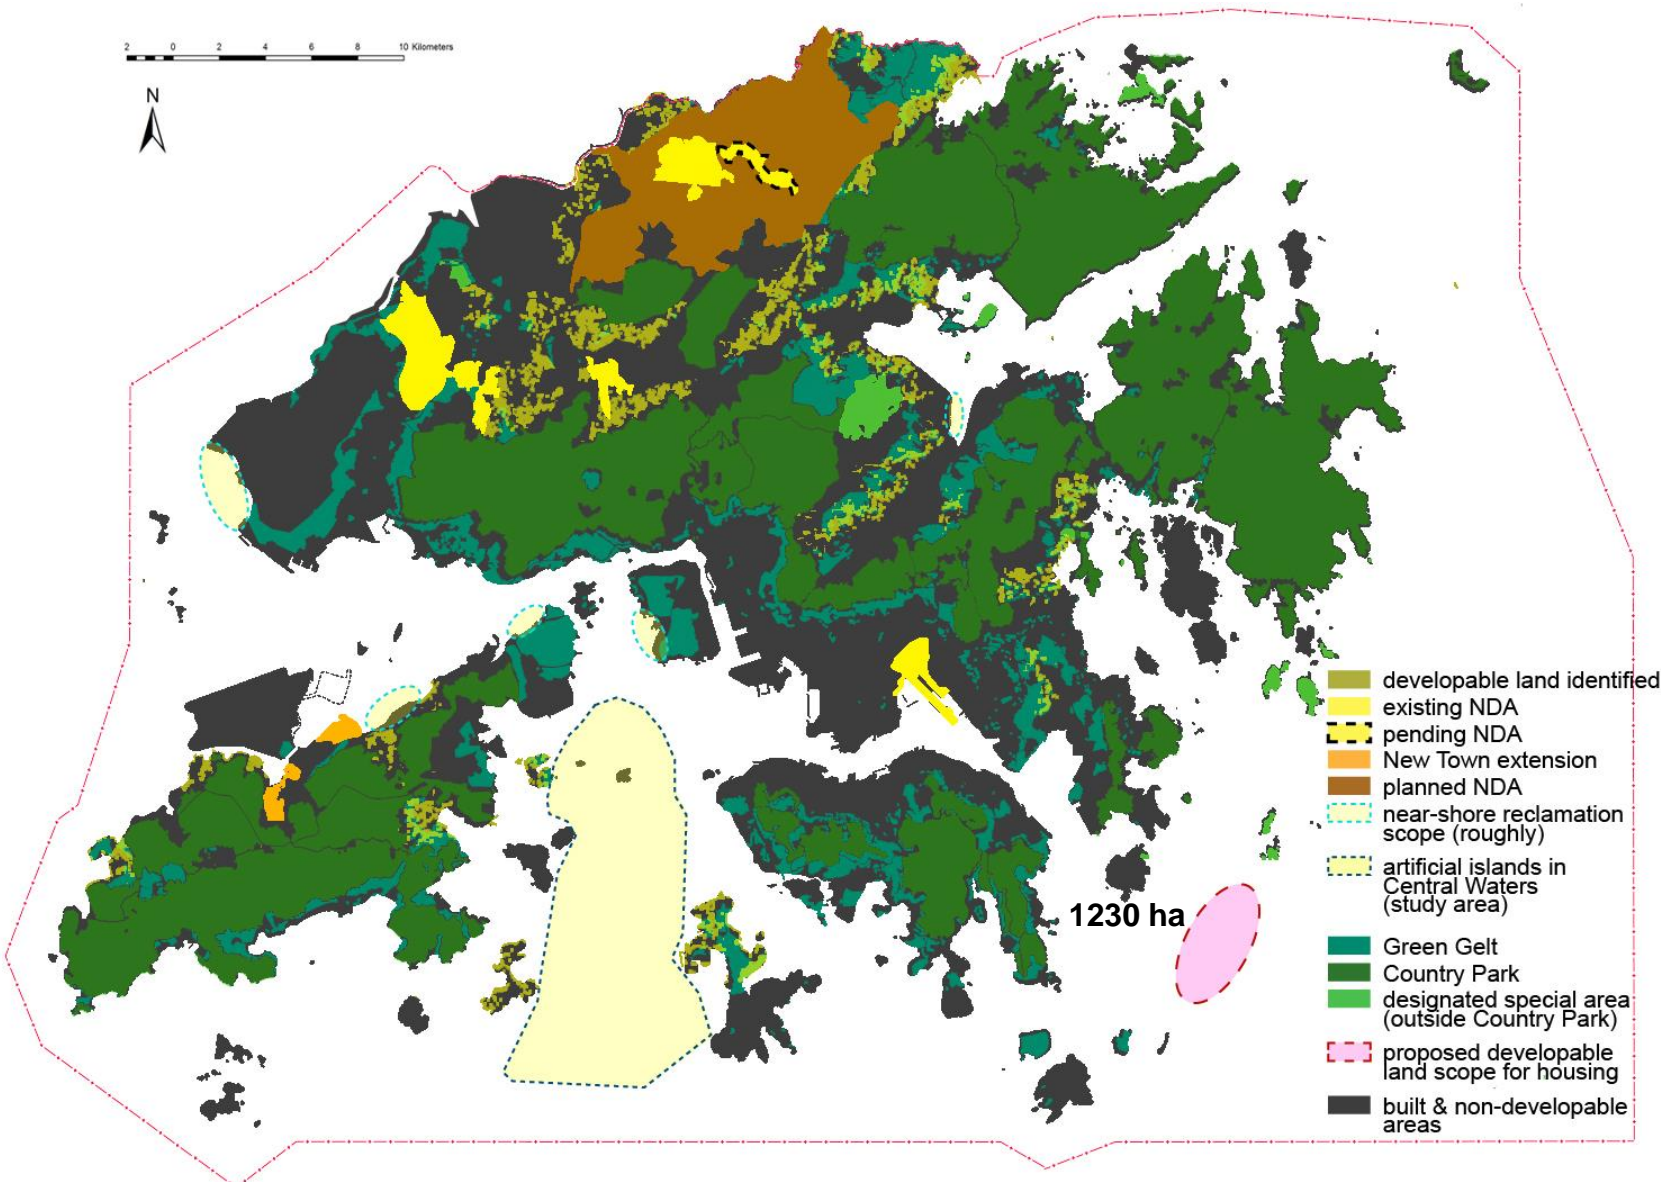 2 0 2 4 6 8 10 Kilometers
N
developable land identified
existing NDA
pending NDA
New Town extension
planned NDA
near-shore reclamation
scope (roughly)
artificial islands in
Central Waters
(study area)
1230 ha
Green Gelt
Country Park
designated special area
(outside Country Park)
proposed developable
land scope for housing
built & non-developable
areas